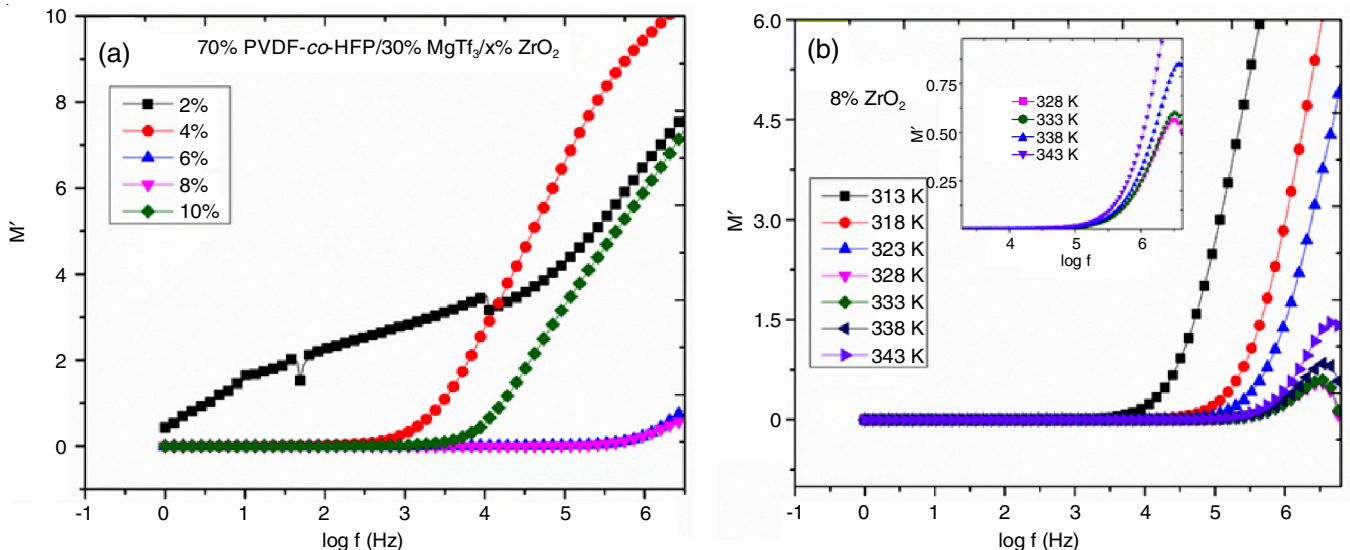 (a)
70% PVDF-co-HFP/30% MgTf₃/x% ZrO₂
2%
4%
6%
8%
10%
10
8
6
4
2
0
M′
-1 0 1 2 3 4 5 6
log f (Hz)
(b)
8% ZrO₂
313 K
318 K
323 K
328 K
333 K
338 K
343 K
6.0
4.5
3.0
1.5
0
M′
-1 0 1 2 3 4 5 6
log f (Hz)
328 K
333 K
338 K
343 K
0.75
0.50
0.25
M′
4 5 6
log f